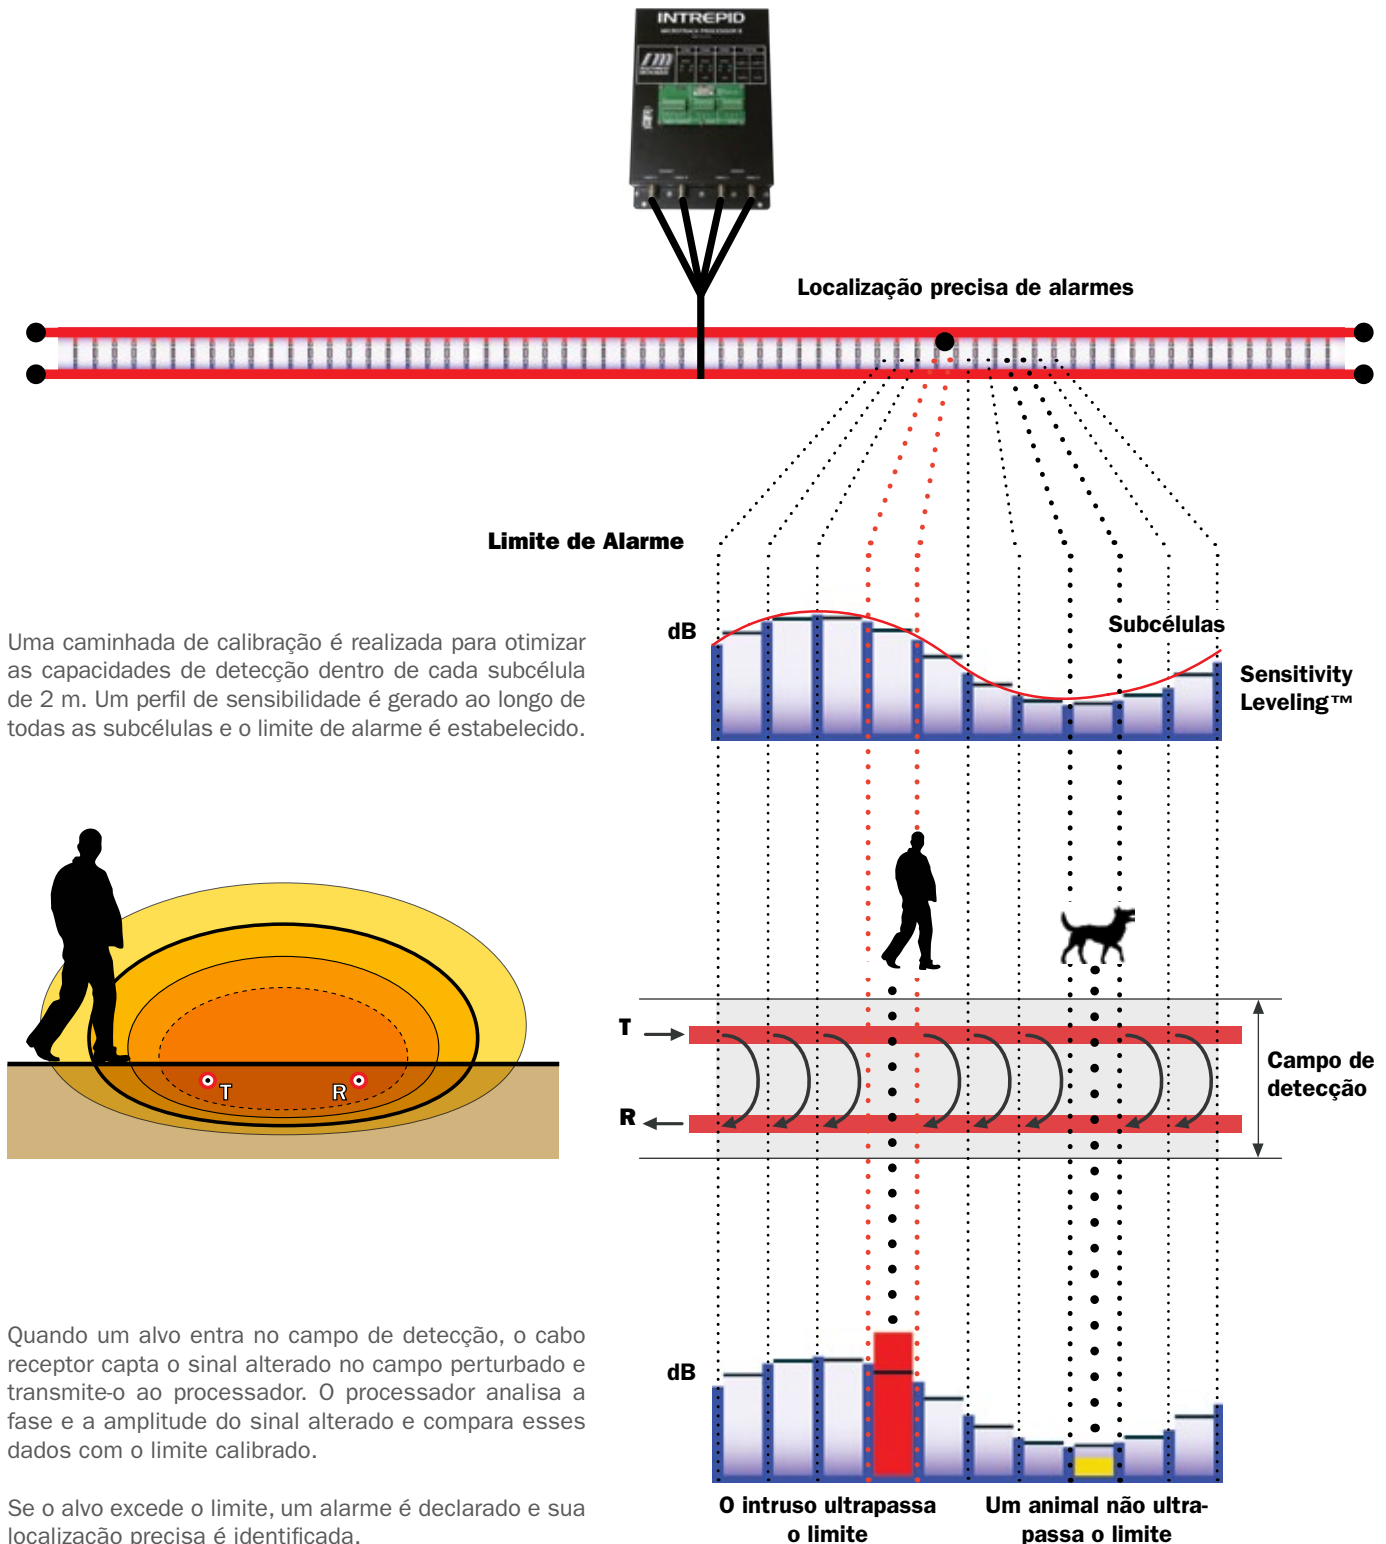 INTREPID
MICROTRACK PROCESSOR II
Localização precisa de alarmes
Limite de Alarme
dB
Subcélulas
Sensitivity
Leveling™
Uma caminhada de calibração é realizada para otimizar
as capacidades de detecção dentro de cada subcélula
de 2 m. Um perfil de sensibilidade é gerado ao longo de
todas as subcélulas e o limite de alarme é estabelecido.
T
R
T
R
Campo de
detecção
Quando um alvo entra no campo de detecção, o cabo
receptor capta o sinal alterado no campo perturbado e
transmite-o ao processador. O processador analisa a
fase e a amplitude do sinal alterado e compara esses
dados com o limite calibrado.
Se o alvo excede o limite, um alarme é declarado e sua
localização precisa é identificada.
dB
O intruso ultrapassa
o limite
Um animal não ultra-
passa o limite